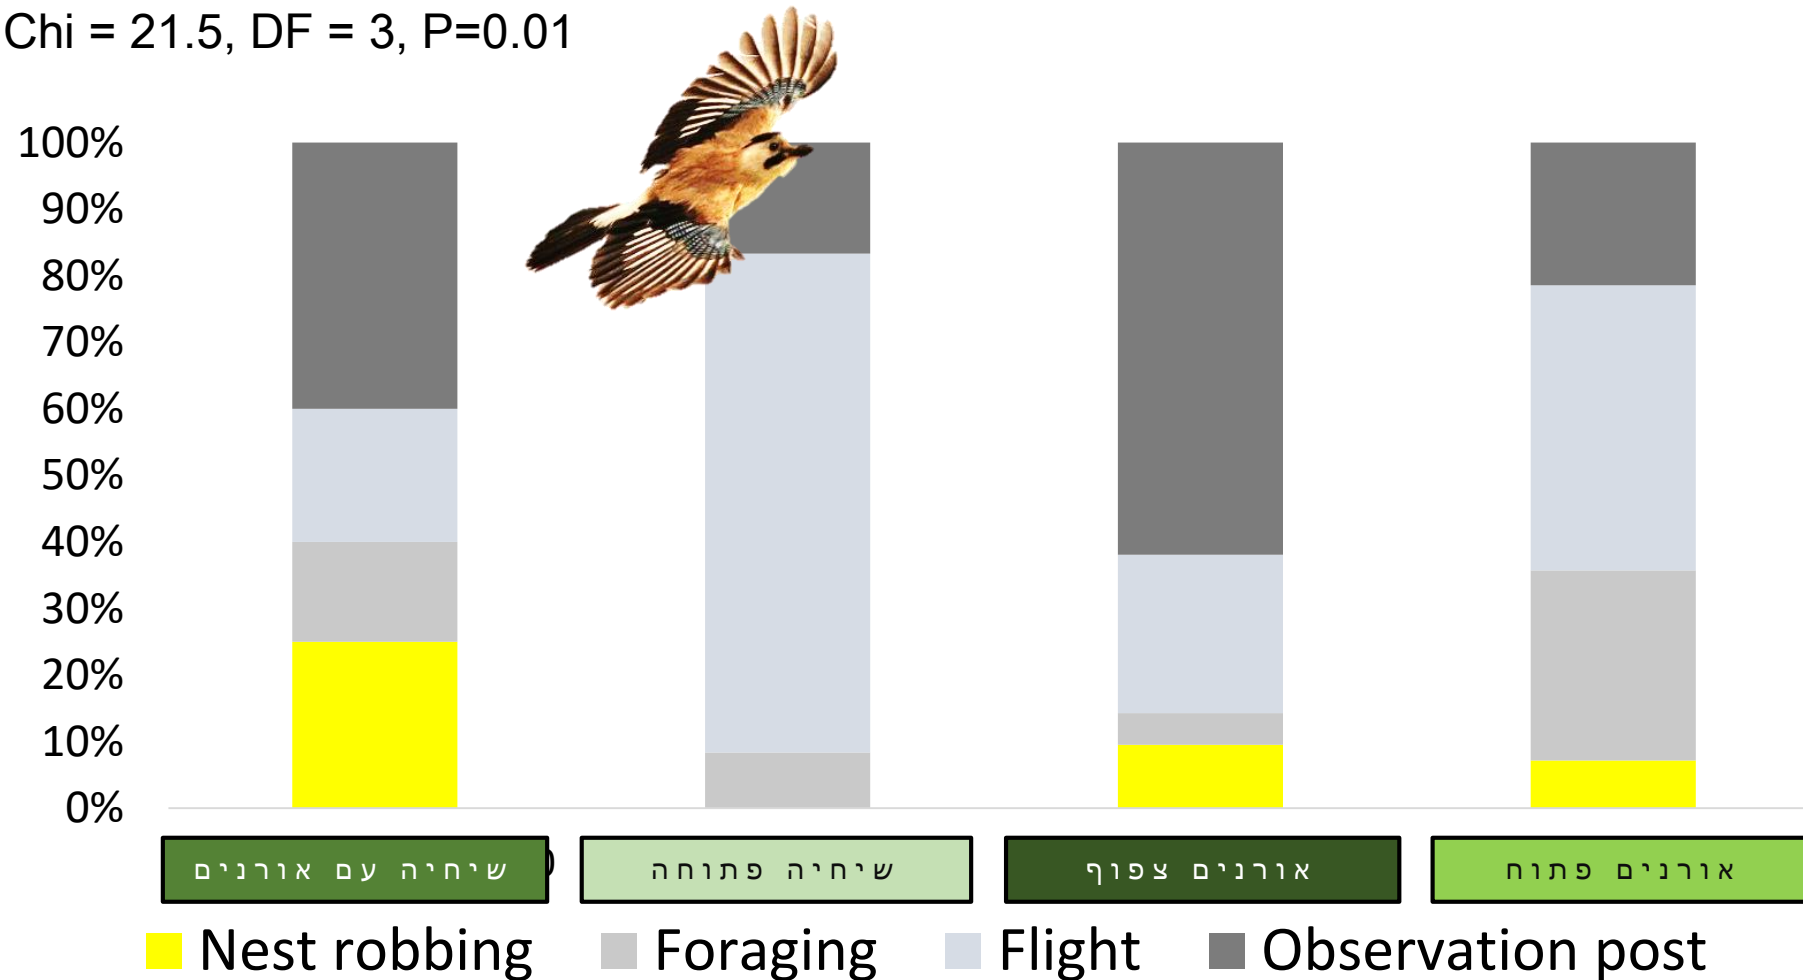 Chi = 21.5, DF = 3, P=0.01
100%
90%
80%
70%
60%
50%
40%
30%
20%
10%
0%
שיחיה עם אורנים
שיחיה פתוחה
אורנים צפוף
אורנים פתוח
Nest robbing
Foraging
Flight
Observation post